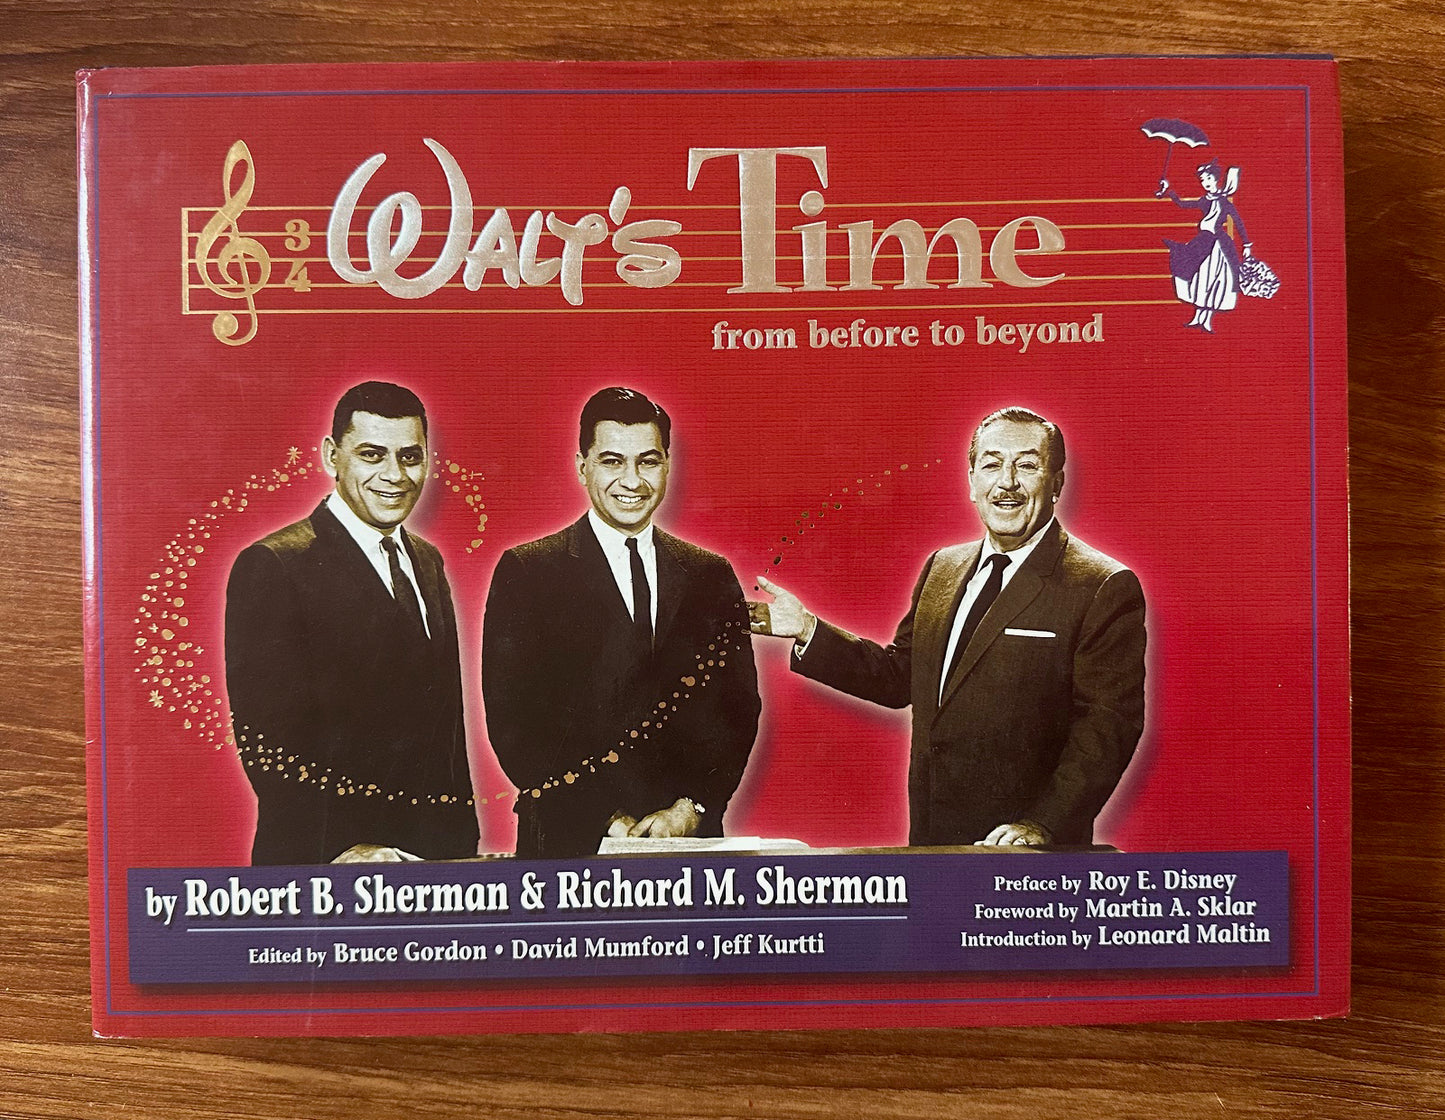 3
4
Walt's Time
from before to beyond
by Robert B. Sherman & Richard M. Sherman
Edited by Bruce Gordon • David Mumford • Jeff Kurtti
Preface by Roy E. Disney
Foreword by Martin A. Sklar
Introduction by Leonard Maltin